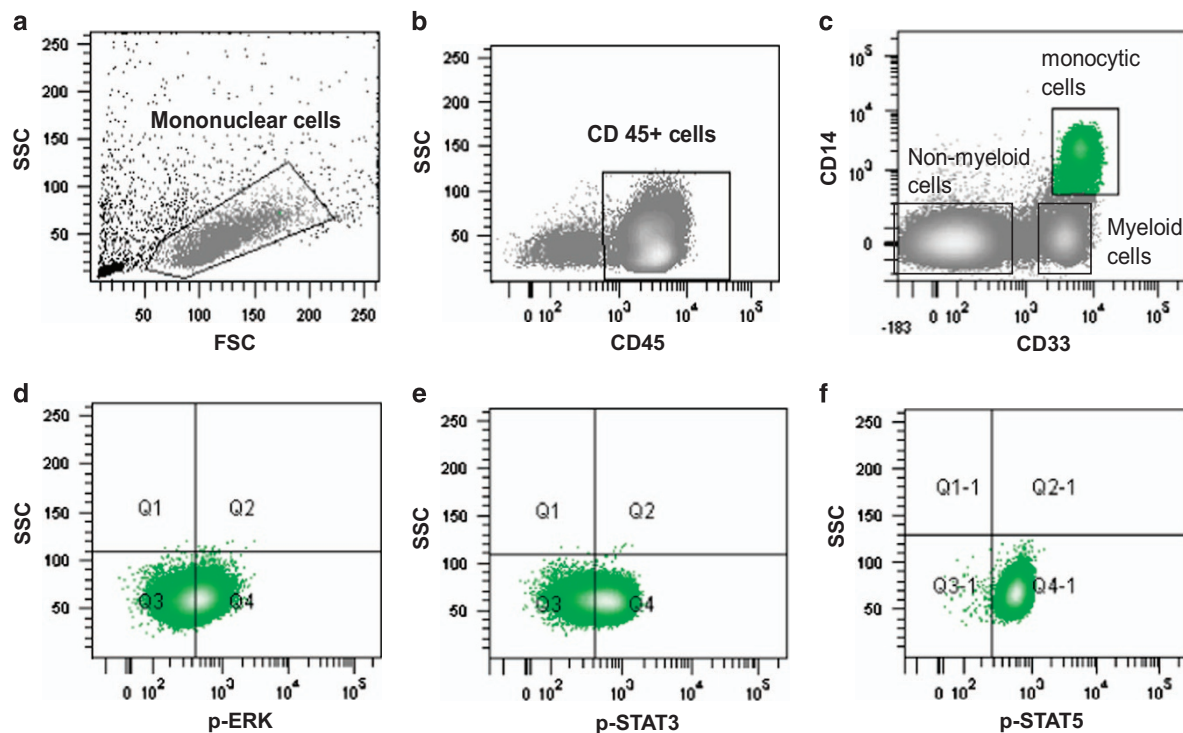 a
250
200
150
100
50
SSC
Mononuclear cells
50 100 150 200 250
FSC
b
250
200
150
100
50
SSC
CD 45+ cells
0 10² 10³ 10⁴ 10⁵
CD45
c
10⁵
10⁴
10³
0
CD14
monocytic
cells
Non-myeloid
cells
Myeloid
cells
-183
0 10² 10³ 10⁴ 10⁵
CD33
d
250
200
150
100
50
SSC
Q1 Q2
Q3 Q4
0 10² 10³ 10⁴ 10⁵
p-ERK
e
250
200
150
100
50
SSC
Q1 Q2
Q3 Q4
0 10² 10³ 10⁴ 10⁵
p-STAT3
f
250
200
150
100
50
SSC
Q1-1 Q2-1
Q3-1 Q4-1
0 10² 10³ 10⁴ 10⁵
p-STAT5